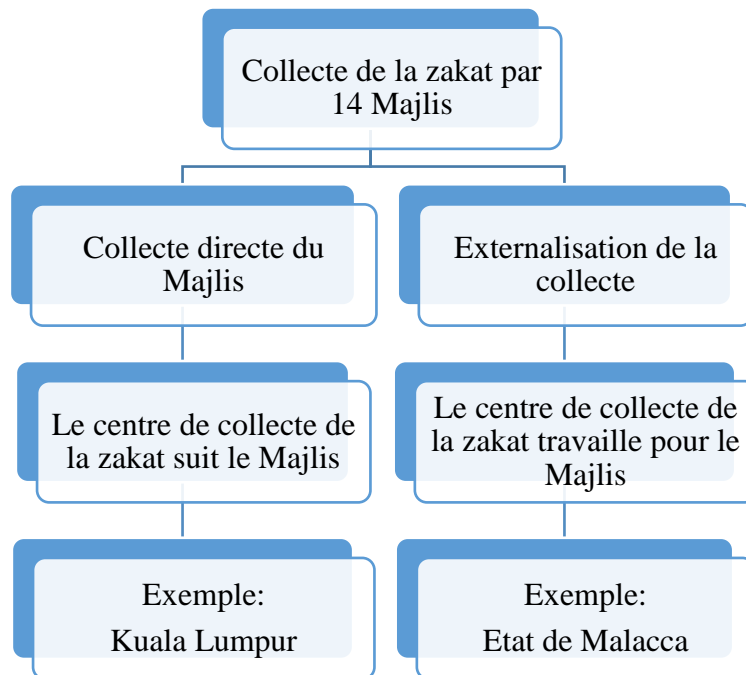 Collecte de la zakat par
14 Majlis
Collecte directe du
Majlis
Externalisation de la
collecte
Le centre de collecte de
la zakat suit le Majlis
Le centre de collecte de
la zakat travaille pour le
Majlis
Exemple:
Kuala Lumpur
Exemple:
Etat de Malacca